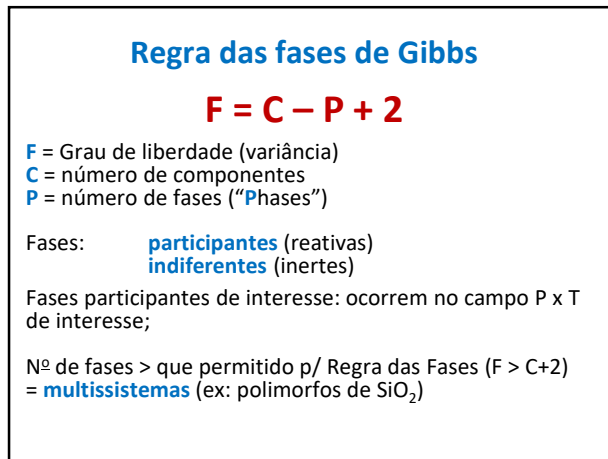 Regra das fases de Gibbs
F = C – P + 2
F = Grau de liberdade (variância)
C = número de componentes
P = número de fases (“Phases”)
Fases: participantes (reativas)
indiferentes (inertes)
Fases participantes de interesse: ocorrem no campo P x T
de interesse;
Nº de fases > que permitido p/ Regra das Fases (F > C+2)
= multissistemas (ex: polimorfos de SiO₂)